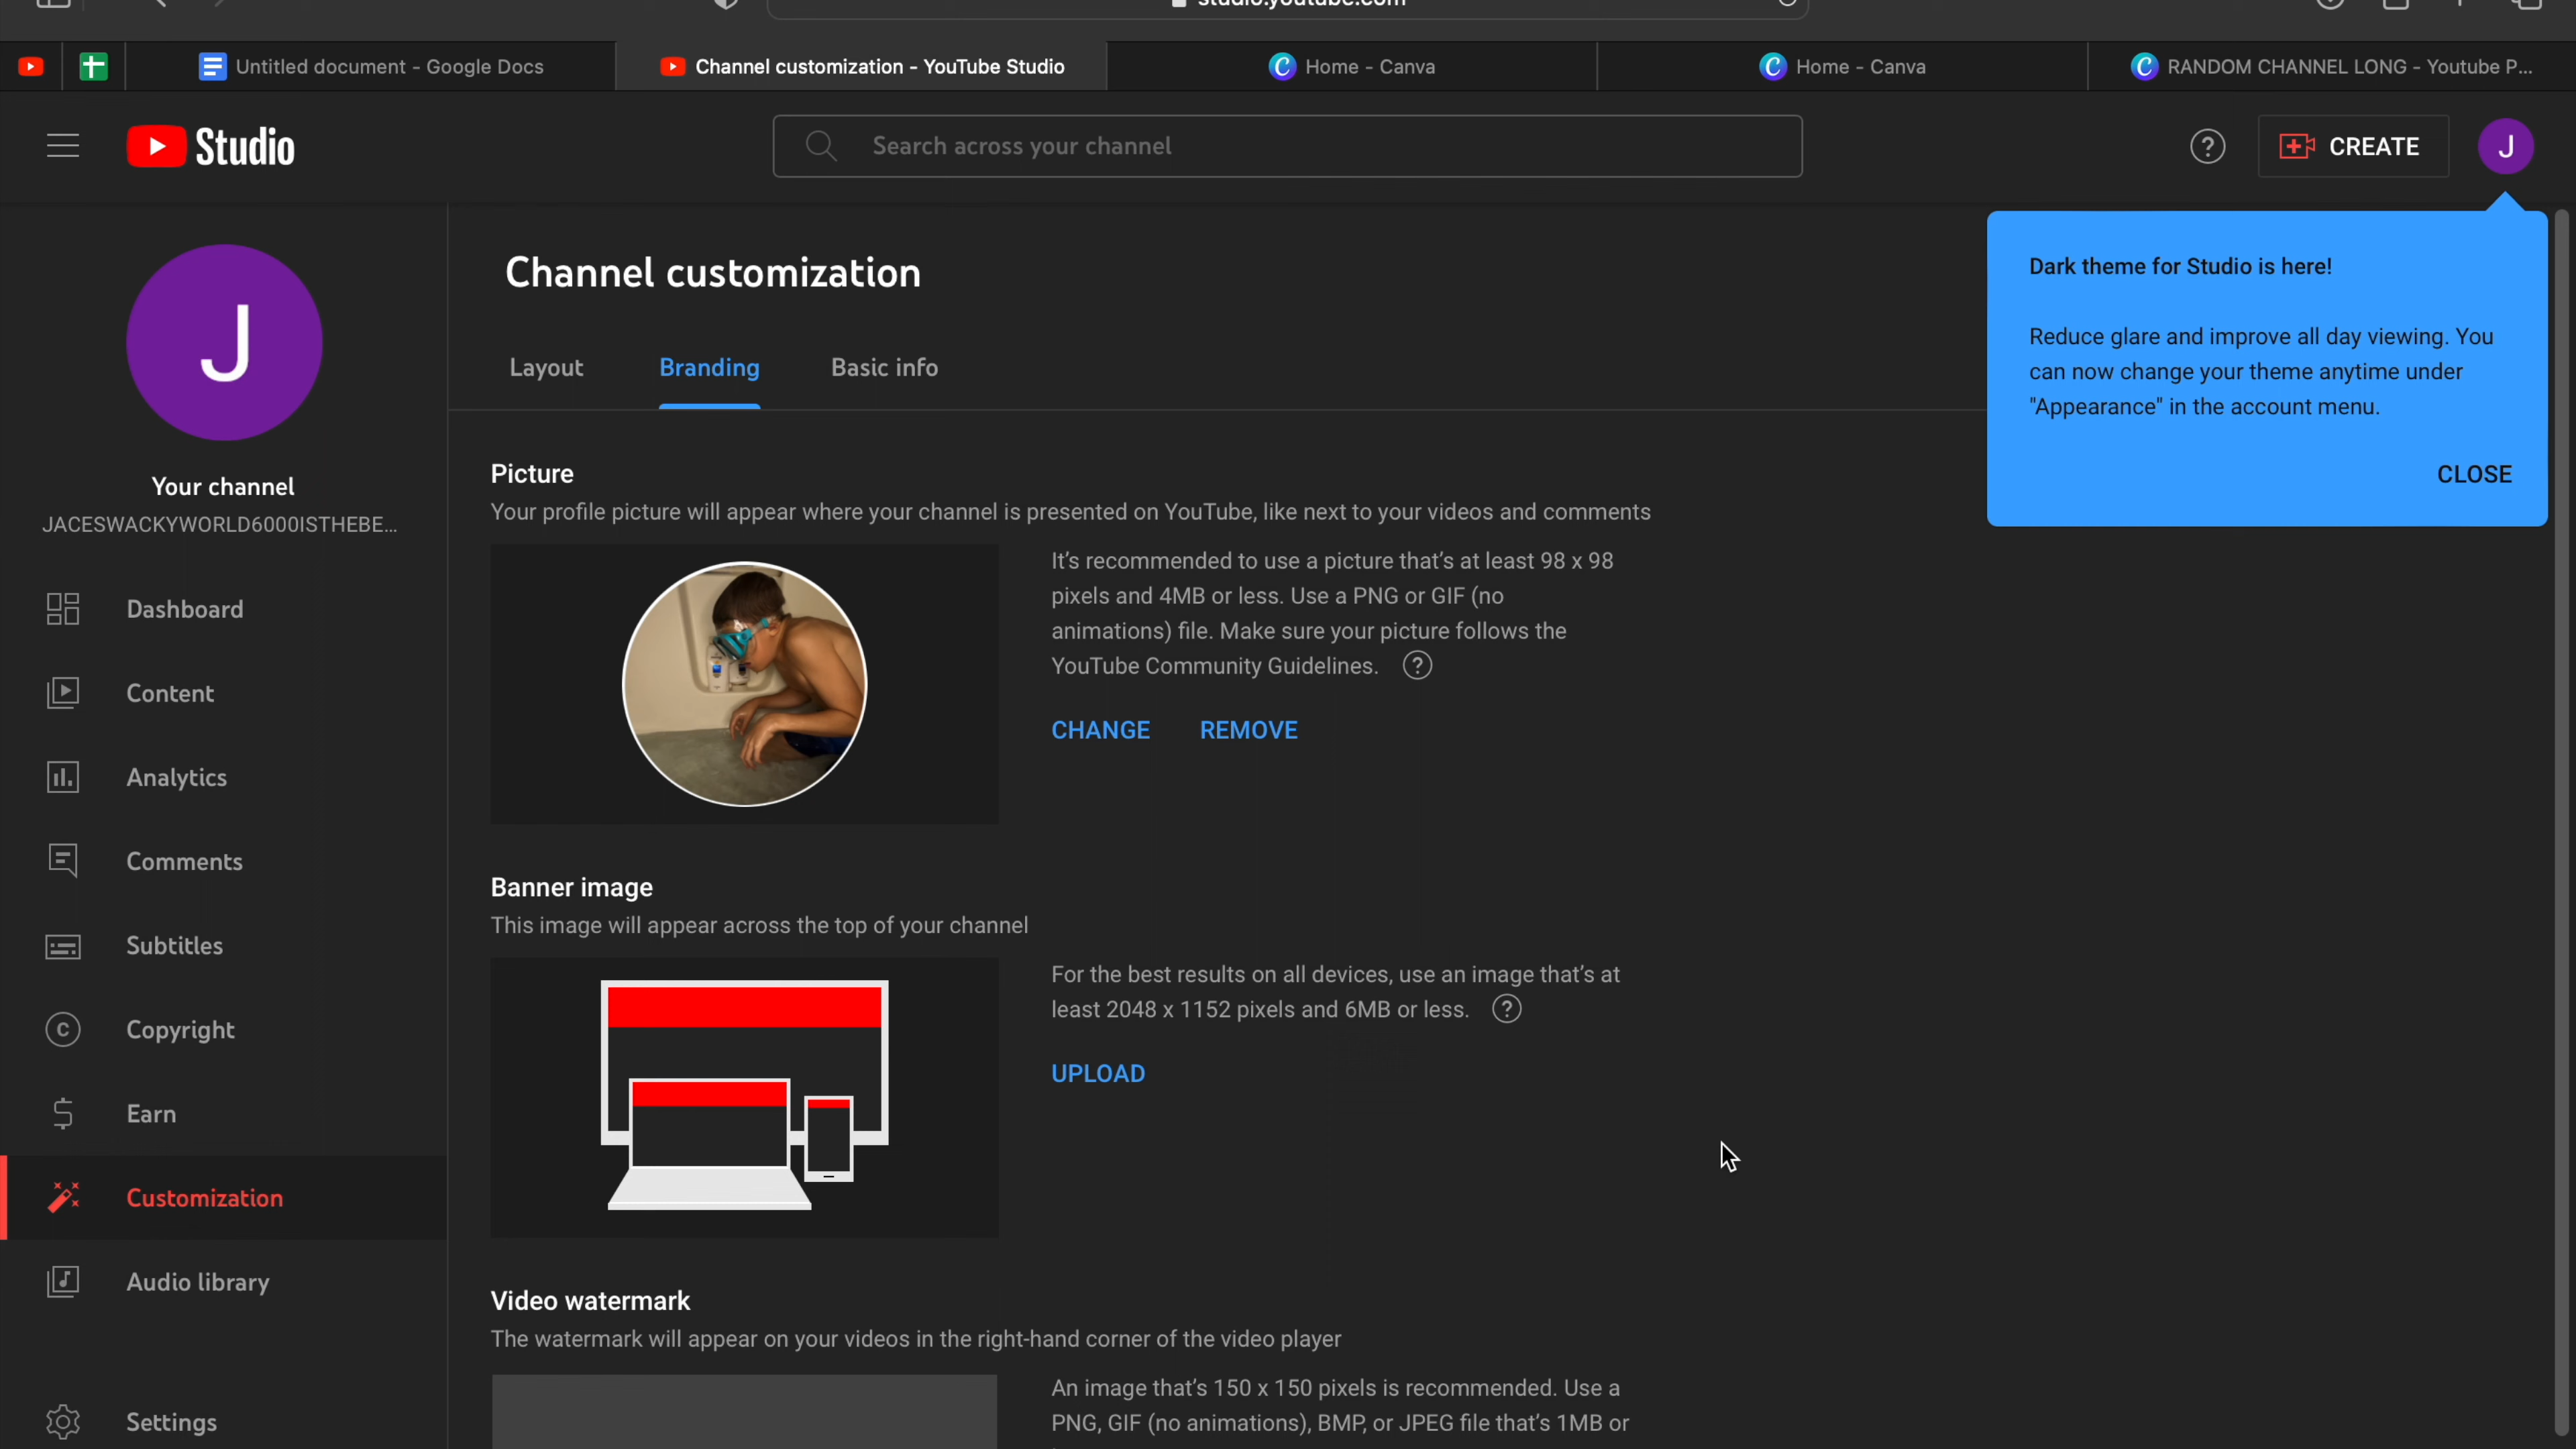 Untitled document - Google Docs
Channel customization - YouTube Studio
Home - Canva
Home - Canva
RANDOM CHANNEL LONG - Youtube P...
Studio
Search across your channel
CREATE
J
Dark theme for Studio is here!
Reduce glare and improve all day viewing. You
can now change your theme anytime under
"Appearance" in the account menu.
CLOSE
J
Your channel
JACESWACKYWORLD6000ISTHEBE...
Dashboard
Content
Analytics
Comments
Subtitles
Copyright
Earn
Customization
Audio library
Settings
Channel customization
Layout
Branding
Basic info
Picture
Your profile picture will appear where your channel is presented on YouTube, like next to your videos and comments
It's recommended to use a picture that's at least 98 x 98
pixels and 4MB or less. Use a PNG or GIF (no
animations) file. Make sure your picture follows the
YouTube Community Guidelines.
CHANGE
REMOVE
Banner image
This image will appear across the top of your channel
For the best results on all devices, use an image that's at
least 2048 x 1152 pixels and 6MB or less.
UPLOAD
Video watermark
The watermark will appear on your videos in the right-hand corner of the video player
An image that's 150 x 150 pixels is recommended. Use a
PNG, GIF (no animations), BMP, or JPEG file that's 1MB or